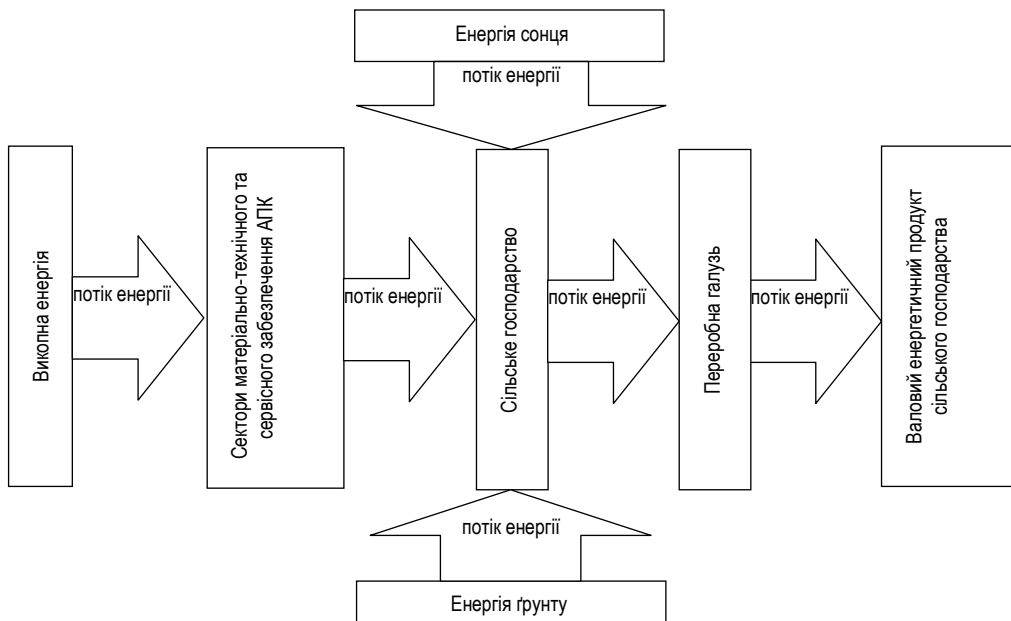 Енергія сонця
потік енергії
Викопна енергія
потік енергії
Сектори матеріально-технічного та
сервісного забезпечення АПК
потік енергії
Сільське господарство
потік енергії
Переробна галузь
потік енергії
Валовий енергетичний продукт
сільського господарства
потік енергії
Енергія ґрунту